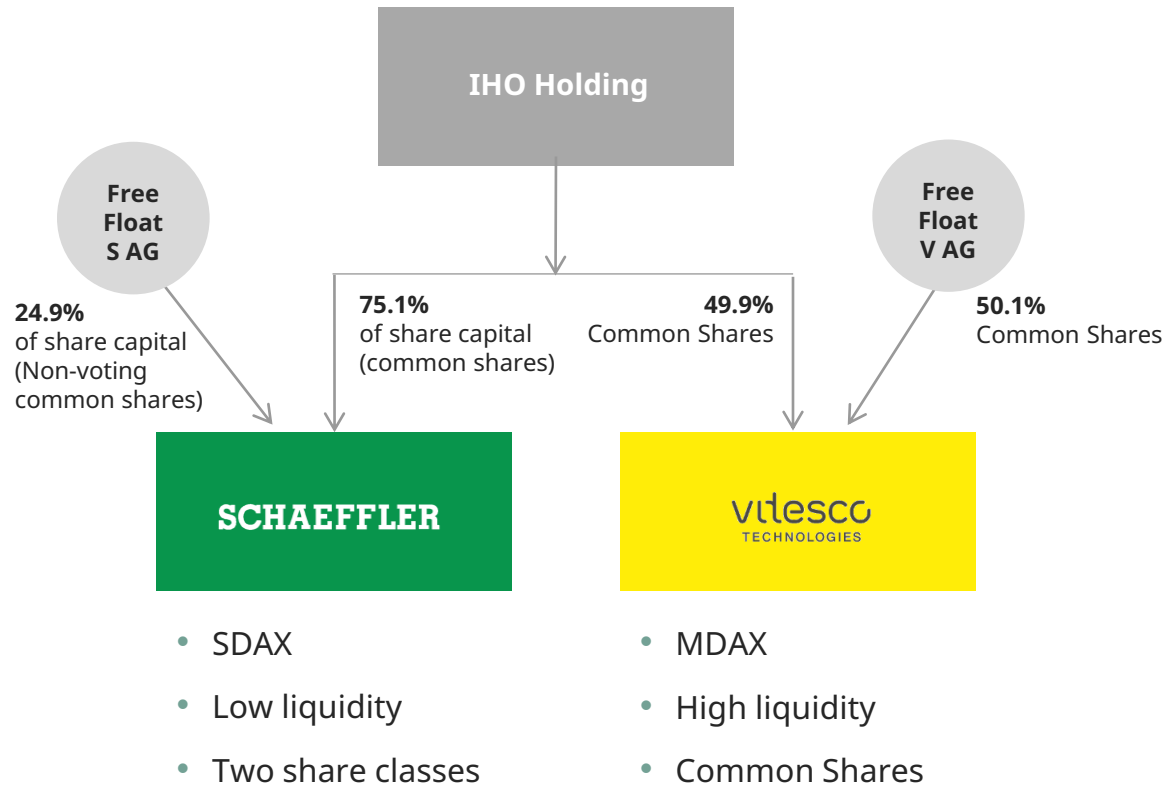 IHO Holding
Free
Float
S AG
Free
Float
V AG
24.9%
of share capital
(Non-voting
common shares)
75.1%
of share capital
(common shares)
49.9%
Common Shares
50.1%
Common Shares
SCHAEFFLER
vitesco
TECHNOLOGIES
• SDAX
• Low liquidity
• Two share classes
• MDAX
• High liquidity
• Common Shares